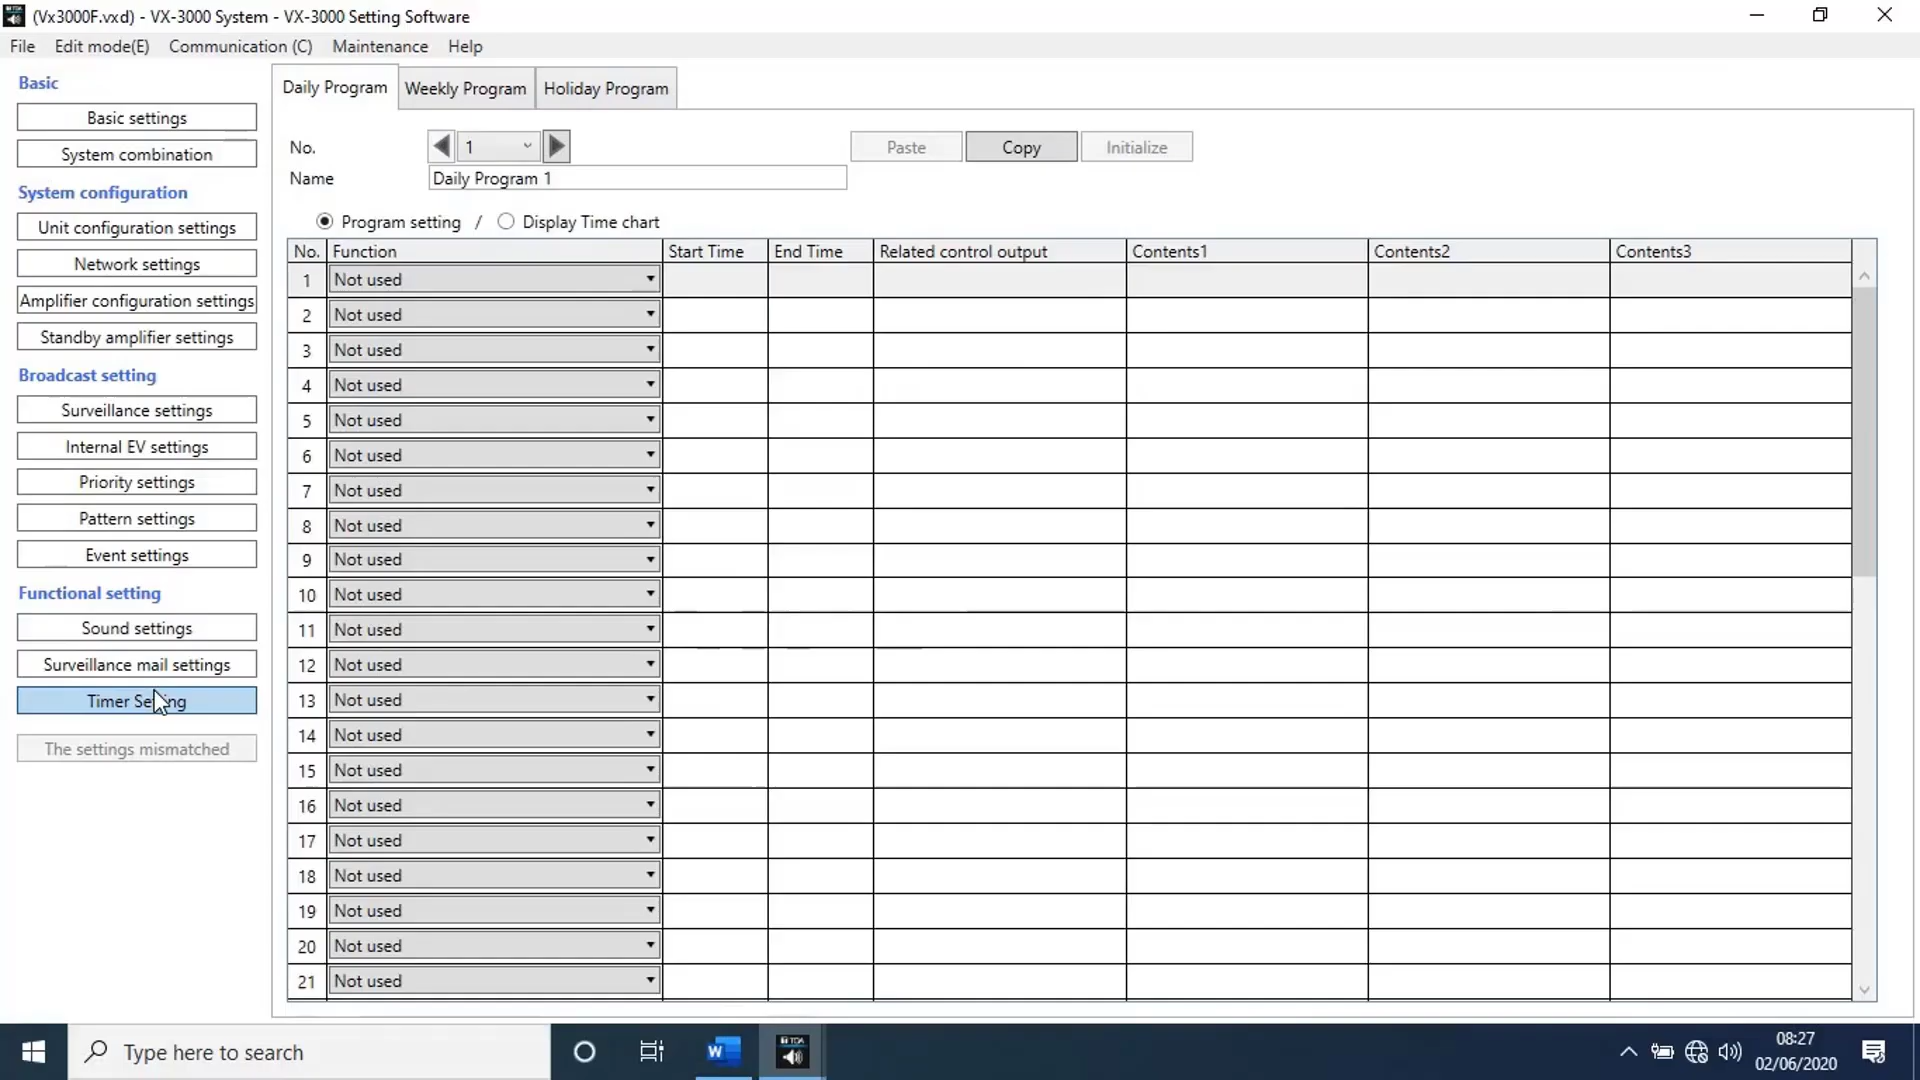 (Vx3000F.vxd) - VX-3000 System - VX-3000 Setting Software
File Edit mode(E) Communication (C) Maintenance Help
Basic
Basic settings
System combination
System configuration
Unit configuration settings
Network settings
Amplifier configuration settings
Standby amplifier settings
Broadcast setting
Surveillance settings
Internal EV settings
Priority settings
Pattern settings
Event settings
Functional setting
Sound settings
Surveillance mail settings
Timer Setting
The settings mismatched
Daily Program Weekly Program Holiday Program
No. 1 Paste Copy Initialize
Name Daily Program 1
Program setting / Display Time chart
No. Function Start Time End Time Related control output Contents1 Contents2 Contents3
1 Not used
2 Not used
3 Not used
4 Not used
5 Not used
6 Not used
7 Not used
8 Not used
9 Not used
10 Not used
11 Not used
12 Not used
13 Not used
14 Not used
15 Not used
16 Not used
17 Not used
18 Not used
19 Not used
20 Not used
21 Not used
Type here to search
W
TOA
08:27
02/06/2020